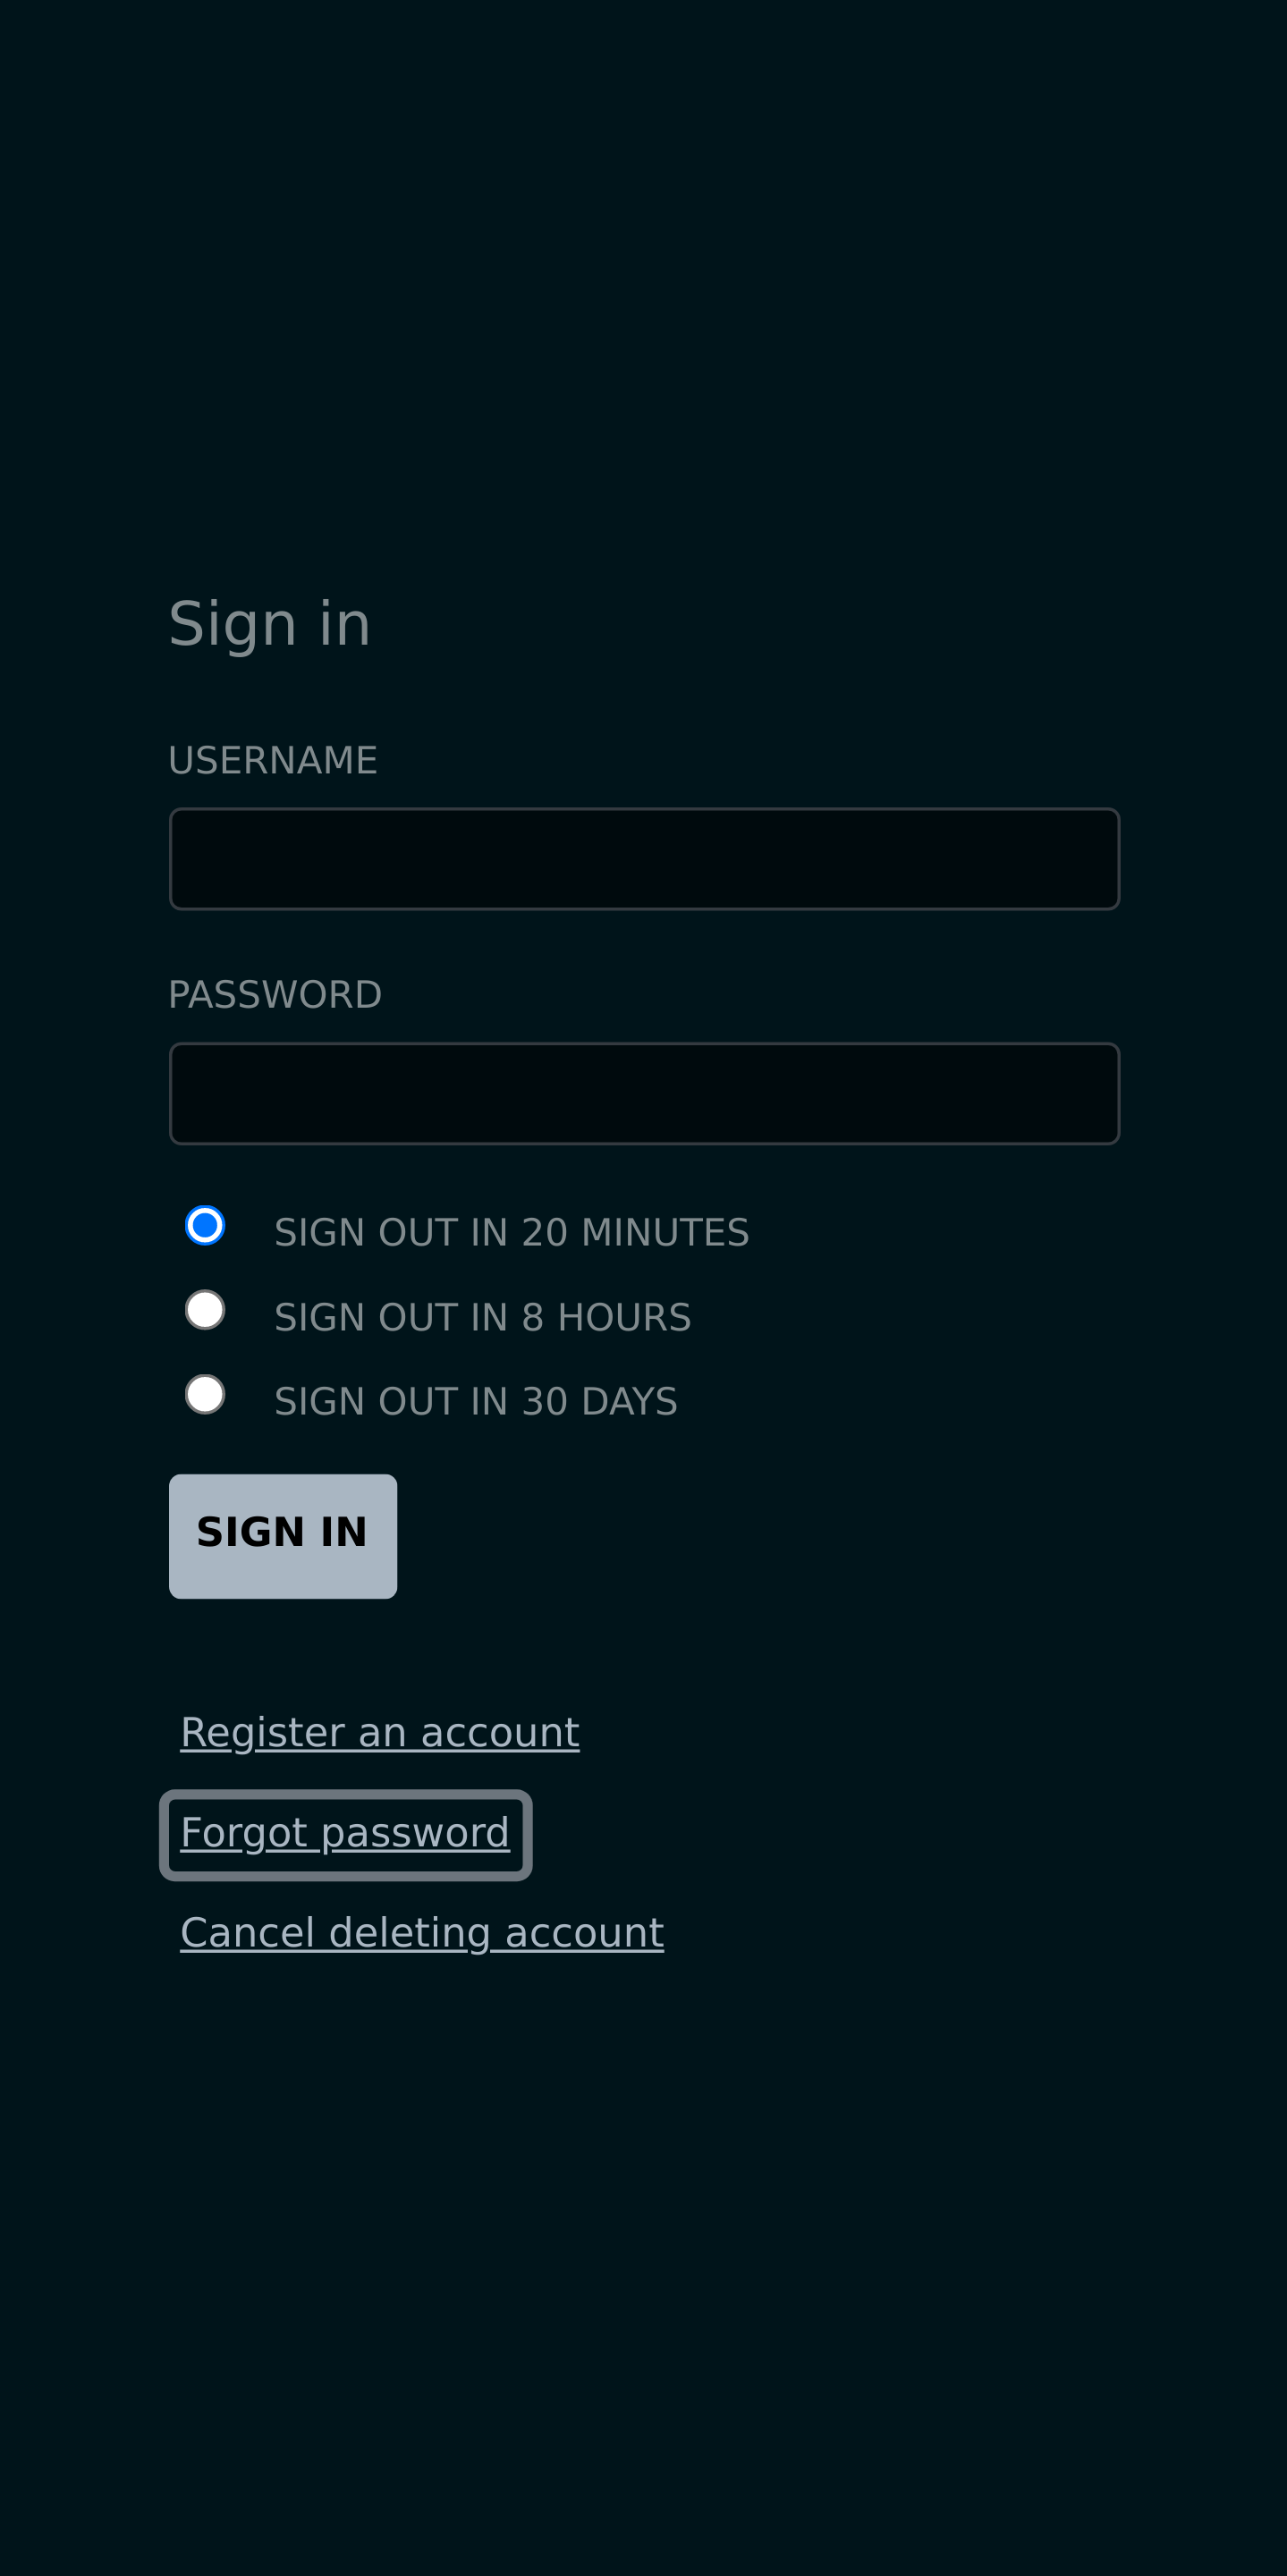 Sign in
USERNAME
PASSWORD
SIGN OUT IN 20 MINUTES
SIGN OUT IN 8 HOURS
SIGN OUT IN 30 DAYS
SIGN IN
Register an account
Forgot password
Cancel deleting account